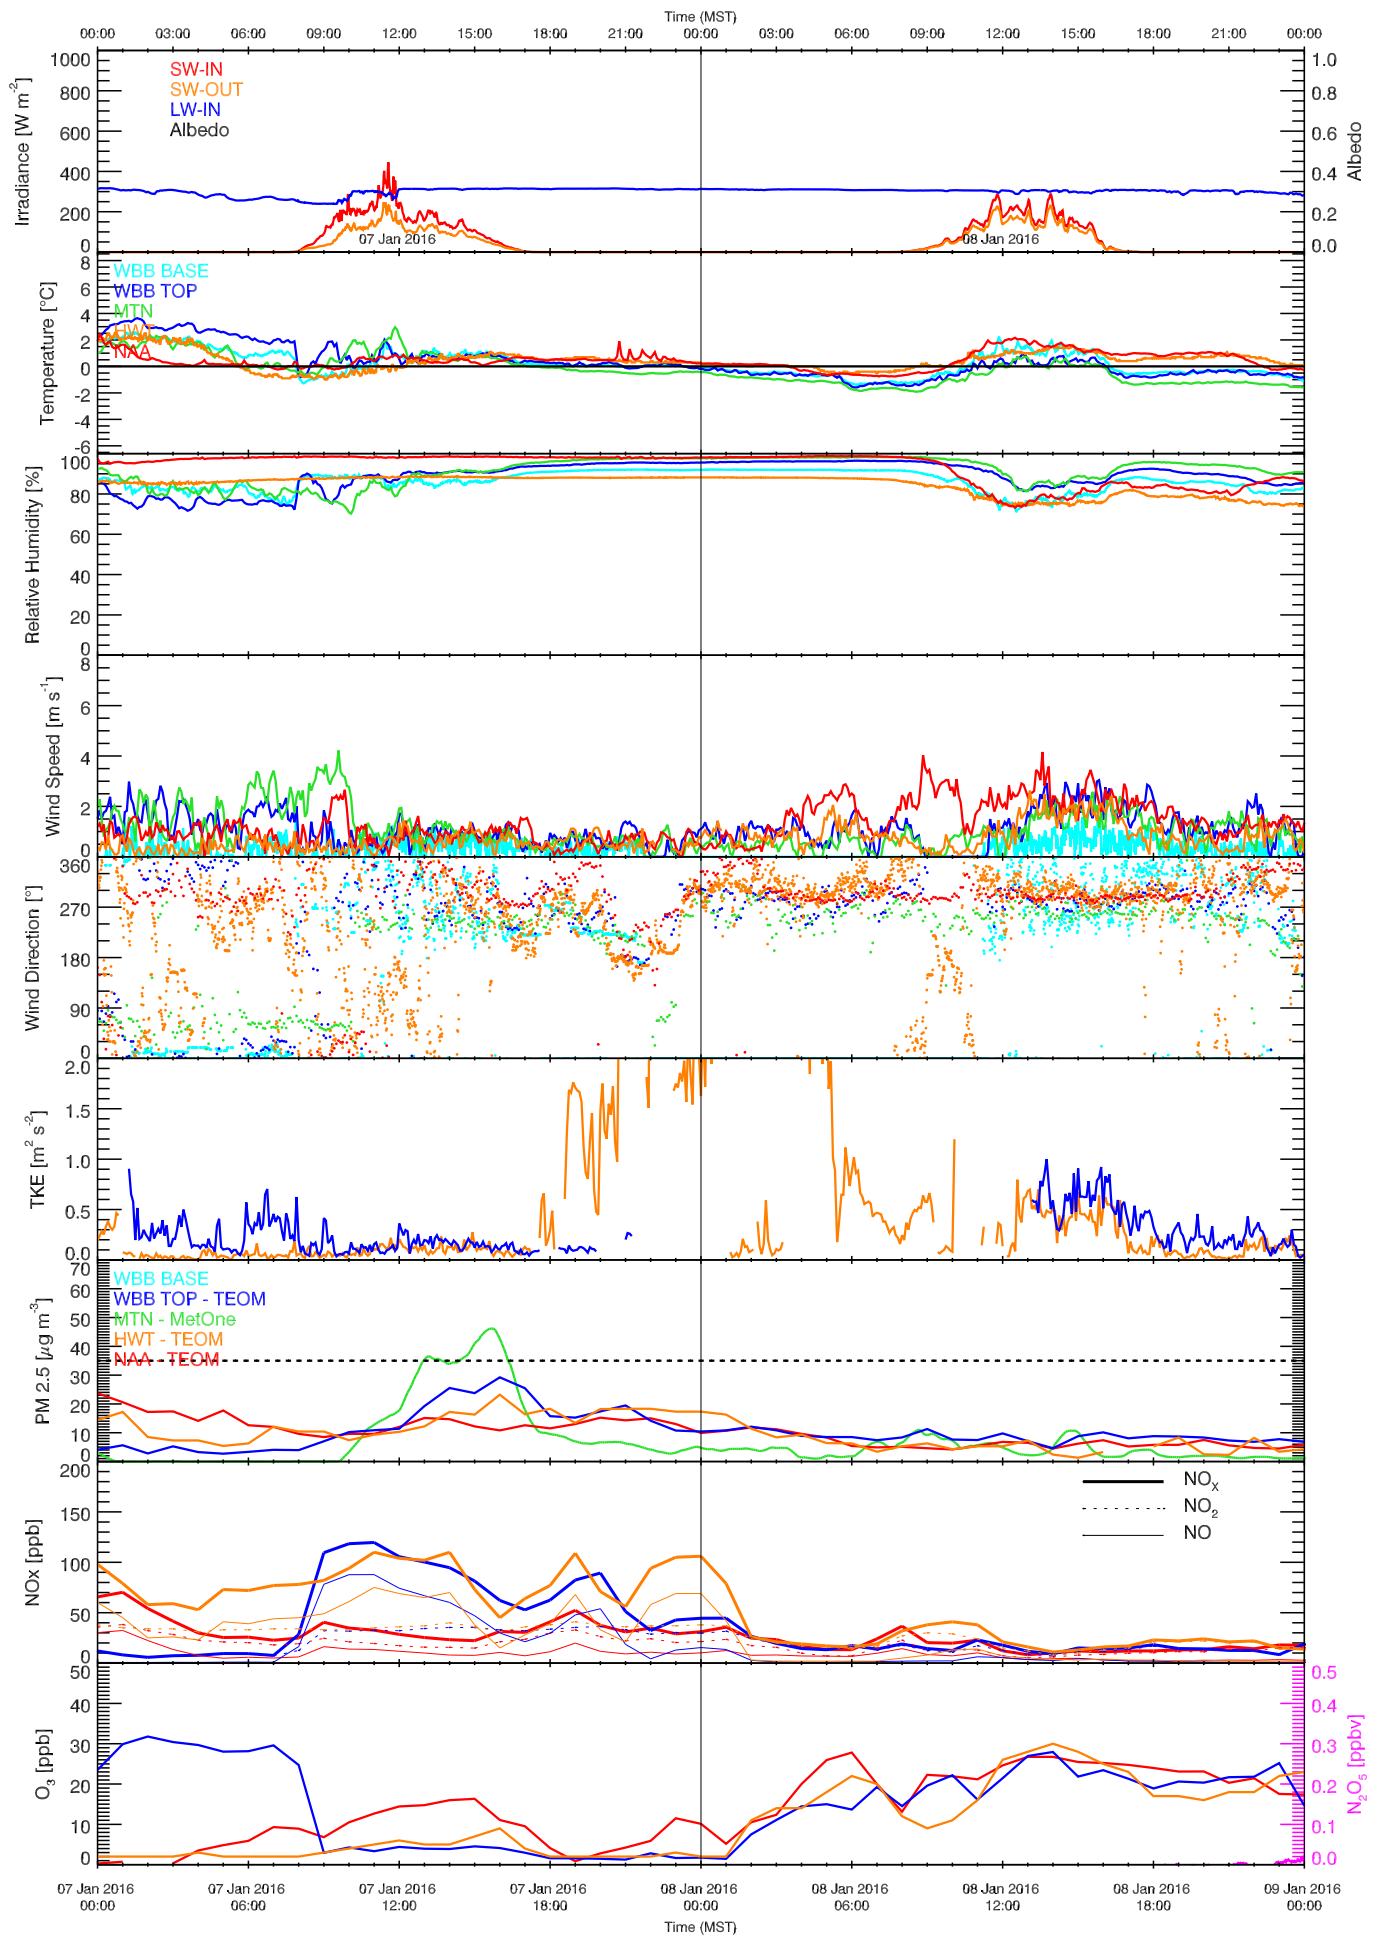 Time (MST)
00:00 03:00 06:00 09:00 12:00 15:00 18:00 21:00 00:00 03:00 06:00 09:00 12:00 15:00 18:00 21:00 00:00
Irradiance [W m-2]
1000
800
600
400
200
0
SW-IN
SW-OUT
LW-IN
Albedo
07 Jan 2016
08 Jan 2016
1.0
0.8
0.6
0.4
0.2
0.0
Albedo
Temperature [°C]
8
6
4
2
0
-2
-4
-6
WBB BASE
WBB TOP
MTN
HWT
NAA
Relative Humidity [%]
100
80
60
40
20
0
Wind Speed [m s-1]
8
6
4
2
0
Wind Direction [°]
360
270
180
90
0
TKE [m2 s-2]
2.0
1.5
1.0
0.5
0.0
PM 2.5 [μg m-3]
70
60
50
40
30
20
10
0
WBB BASE
WBB TOP - TEOM
MTN - MetOne
HWT - TEOM
NAA - TEOM
NOx [ppb]
200
150
100
50
0
NOX
NO2
NO
O3 [ppb]
50
40
30
20
10
0
0.5
0.4
0.3
0.2
0.1
0.0
N2O5 [ppbv]
07 Jan 2016 07 Jan 2016 07 Jan 2016 07 Jan 2016 08 Jan 2016 08 Jan 2016 08 Jan 2016 08 Jan 2016 09 Jan 2016
00:00 06:00 12:00 18:00 00:00 06:00 12:00 18:00 00:00
Time (MST)